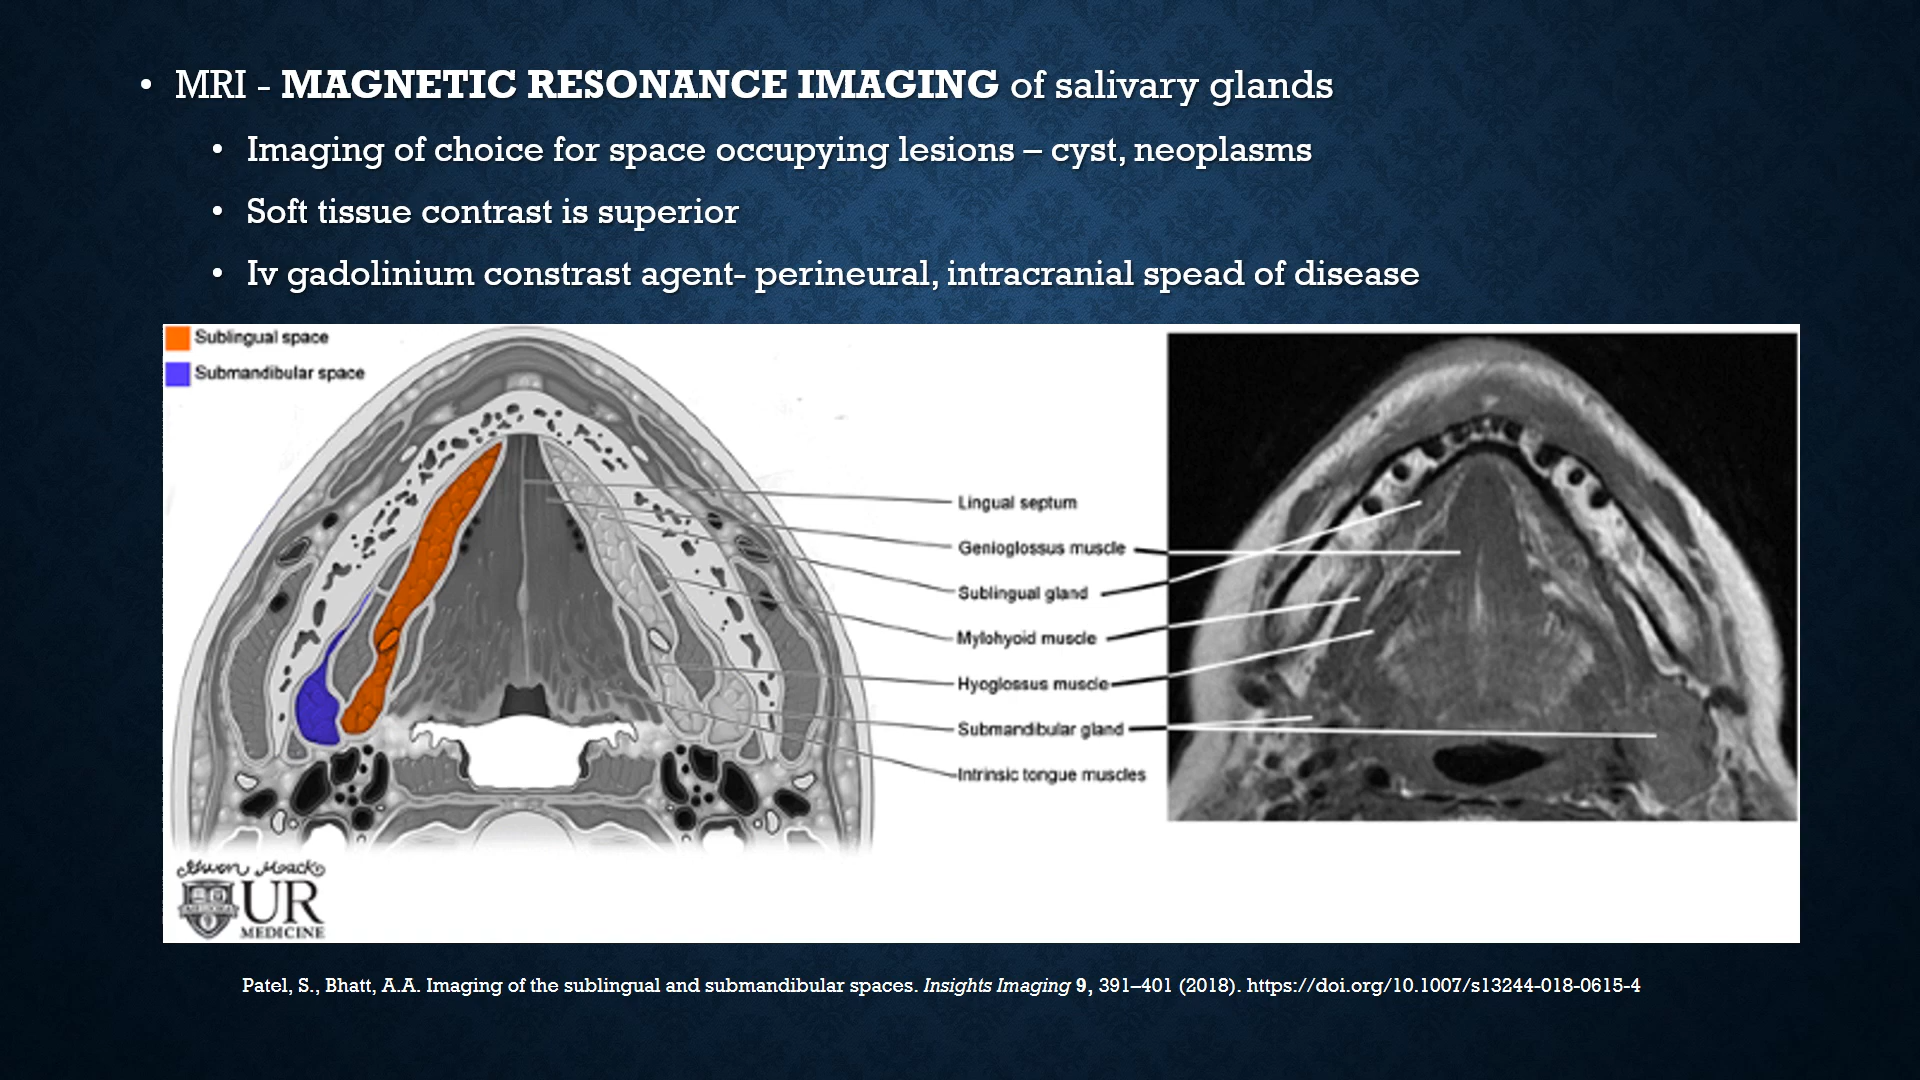 • MRI - MAGNETIC RESONANCE IMAGING of salivary glands
• Imaging of choice for space occupying lesions – cyst, neoplasms
• Soft tissue contrast is superior
• Iv gadolinium constrast agent- perineural, intracranial spead of disease
Sublingual space
Submandibular space
Lingual septum
Genioglossus muscle
Sublingual gland
Mylohyoid muscle
Hyoglossus muscle
Submandibular gland
Intrinsic tongue muscles
UR
MEDICINE
Patel, S., Bhatt, A.A. Imaging of the sublingual and submandibular spaces. Insights Imaging 9, 391–401 (2018). https://doi.org/10.1007/s13244-018-0615-4